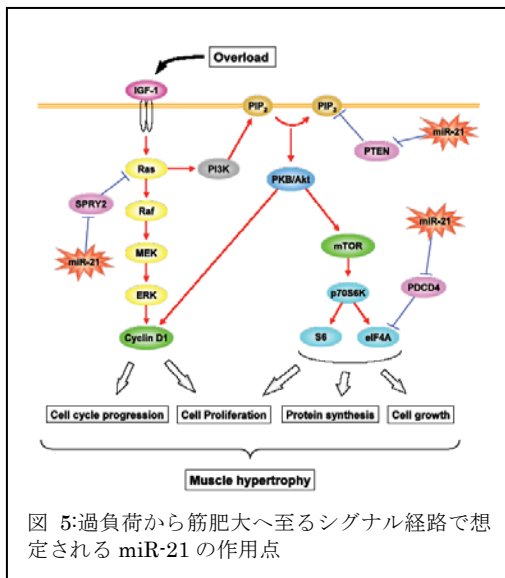 Overload
IGF-1
PIP2 PIP3
miR-21
PTEN
Ras PI3K
PKB/Akt
SPRY2
Raf
miR-21
mTOR
miR-21
MEK
PDCD4
p70S6K
ERK
Cyclin D1 S6 eIF4A
Cell cycle progression Cell Proliferation Protein synthesis Cell growth
Muscle hypertrophy
図 5:過負荷から筋肥大へ至るシグナル経路で想
定される miR-21 の作用点